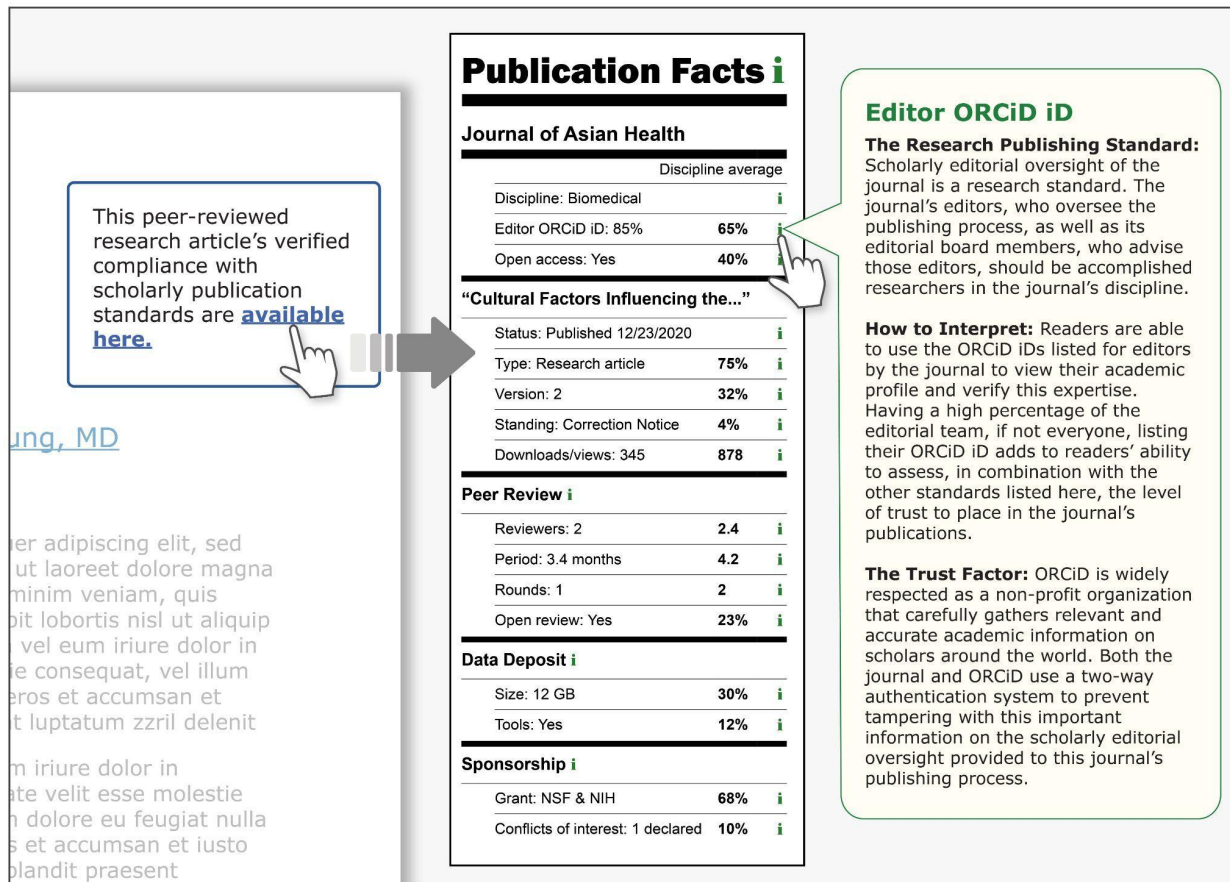 This peer-reviewed
research article’s verified
compliance with
scholarly publication
standards are available
here.
ung, MD
er adipiscing elit, sed
ut laoreet dolore magna
minim veniam, quis
bit lobortis nisl ut aliquip
vel eum iriure dolor in
ie consequat, vel illum
eros et accumsan et
it luptatum zzril delenit
m iriure dolor in
ate velit esse molestie
n dolore eu feugiat nulla
s et accumsan et iusto
blandit praesent
Publication Facts i
Journal of Asian Health
Discipline average
Discipline: Biomedical i
Editor ORCiD iD: 85% 65% i
Open access: Yes 40% i
“Cultural Factors Influencing the...”
Status: Published 12/23/2020 i
Type: Research article 75% i
Version: 2 32% i
Standing: Correction Notice 4% i
Downloads/views: 345 878 i
Peer Review i
Reviewers: 2 2.4 i
Period: 3.4 months 4.2 i
Rounds: 1 2 i
Open review: Yes 23% i
Data Deposit i
Size: 12 GB 30% i
Tools: Yes 12% i
Sponsorship i
Grant: NSF & NIH 68% i
Conflicts of interest: 1 declared 10% i
Editor ORCiD iD
The Research Publishing Standard:
Scholarly editorial oversight of the
journal is a research standard. The
journal’s editors, who oversee the
publishing process, as well as its
editorial board members, who advise
those editors, should be accomplished
researchers in the journal’s discipline.
How to Interpret: Readers are able
to use the ORCiD iDs listed for editors
by the journal to view their academic
profile and verify this expertise.
Having a high percentage of the
editorial team, if not everyone, listing
their ORCiD iD adds to readers’ ability
to assess, in combination with the
other standards listed here, the level
of trust to place in the journal’s
publications.
The Trust Factor: ORCiD is widely
respected as a non-profit organization
that carefully gathers relevant and
accurate academic information on
scholars around the world. Both the
journal and ORCiD use a two-way
authentication system to prevent
tampering with this important
information on the scholarly editorial
oversight provided to this journal’s
publishing process.